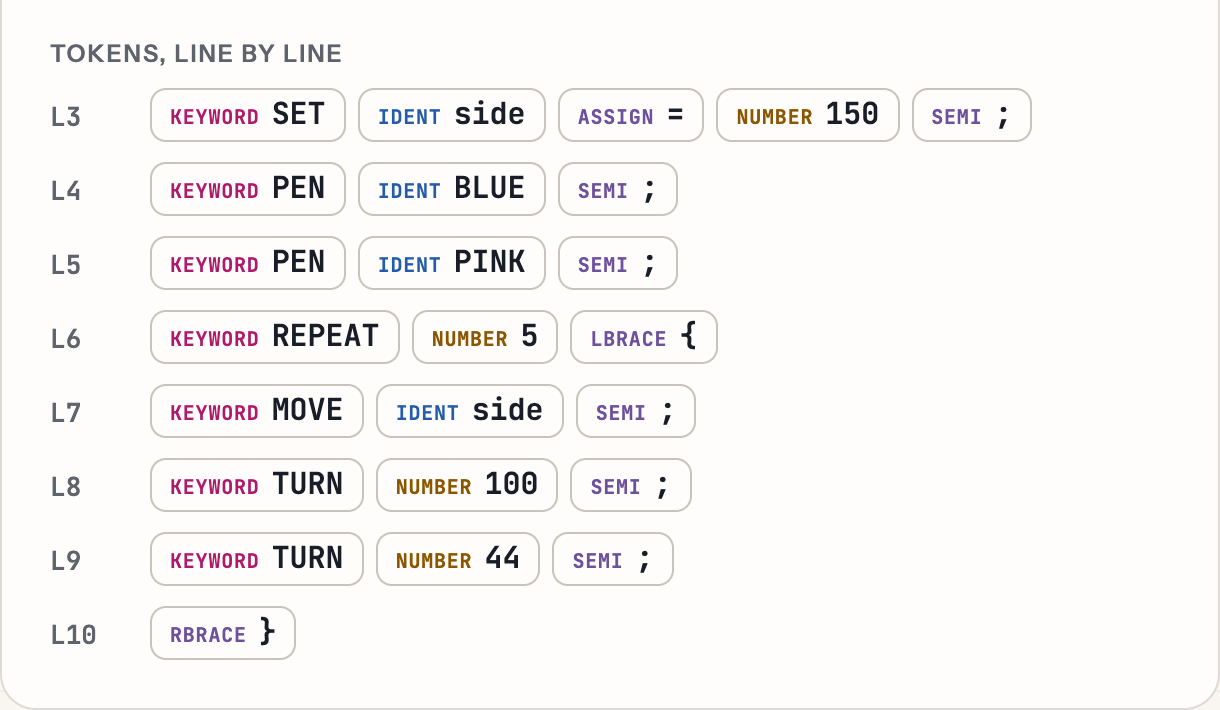 TOKENS, LINE BY LINE
L3 KEYWORD SET IDENT side ASSIGN = NUMBER 150 SEMI ;
L4 KEYWORD PEN IDENT BLUE SEMI ;
L5 KEYWORD PEN IDENT PINK SEMI ;
L6 KEYWORD REPEAT NUMBER 5 LBRACE {
L7 KEYWORD MOVE IDENT side SEMI ;
L8 KEYWORD TURN NUMBER 100 SEMI ;
L9 KEYWORD TURN NUMBER 44 SEMI ;
L10 RBRACE }